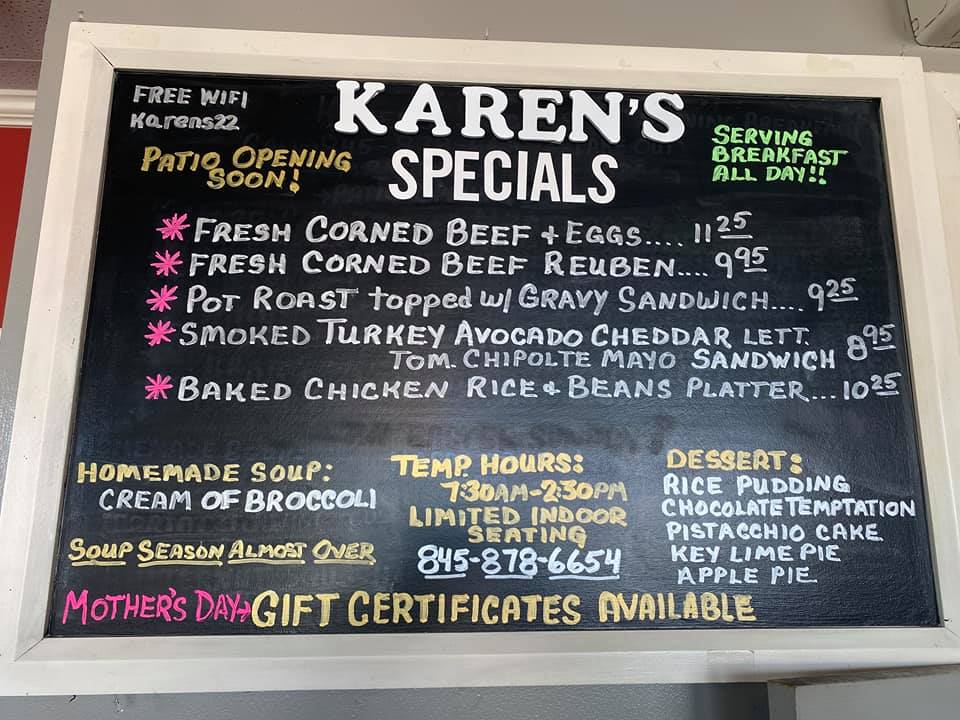 FREE WIFI
Karens22
KAREN'S
SPECIALS
PATIO OPENING
SOON!
SERVING
BREAKFAST
ALL DAY!!
* FRESH CORNED BEEF + EGGS.... 11 25
* FRESH CORNED BEEF REUBEN.... 9 95
* POT ROAST topped w/ GRAVY SANDWICH.... 9 25
* SMOKED TURKEY AVOCADO CHEDDAR LETT.
TOM. CHIPOLTE MAYO SANDWICH 8 95
* BAKED CHICKEN RICE & BEANS PLATTER... 10 25
HOMEMADE SOUP:
CREAM OF BROCCOLI
SOUP SEASON ALMOST OVER
TEMP. HOURS:
7:30AM-2:30PM
LIMITED INDOOR
SEATING
845-878-6654
DESSERT:
RICE PUDDING
CHOCOLATE TEMPTATION
PISTACCHIO CAKE
KEY LIME PIE
APPLE PIE
MOTHER'S DAY→ GIFT CERTIFICATES AVAILABLE